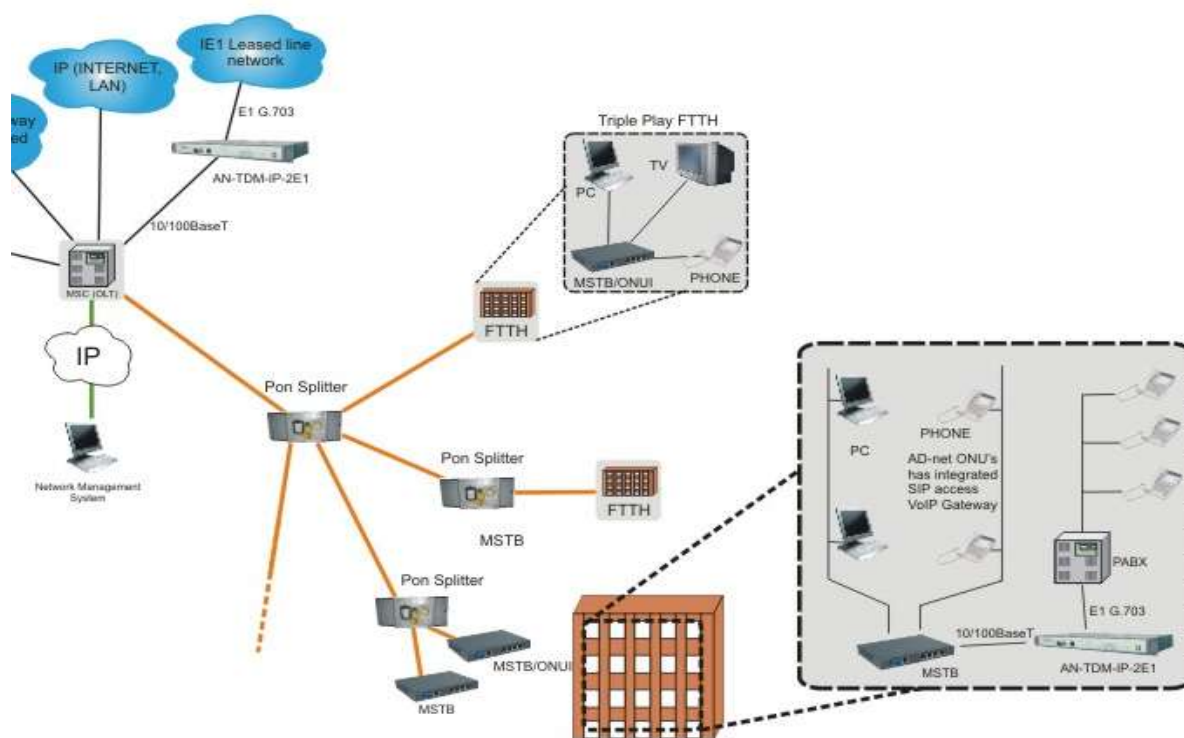 IE1 Leased line
network
IP (INTERNET,
LAN)
way
ed
E1 G.703
AN-TDM-IP-2E1
10/100BaseT
MSC (OLT)
IP
Network Management
System
Triple Play FTTH
PC
TV
MSTB/ONUI
PHONE
FTTH
Pon Splitter
Pon Splitter
MSTB
FTTH
Pon Splitter
MSTB/ONUI
MSTB
PC
PHONE
AD-net ONU's
has integrated
SIP access
VoIP Gateway
PABX
E1 G.703
10/100BaseT
MSTB
AN-TDM-IP-2E1